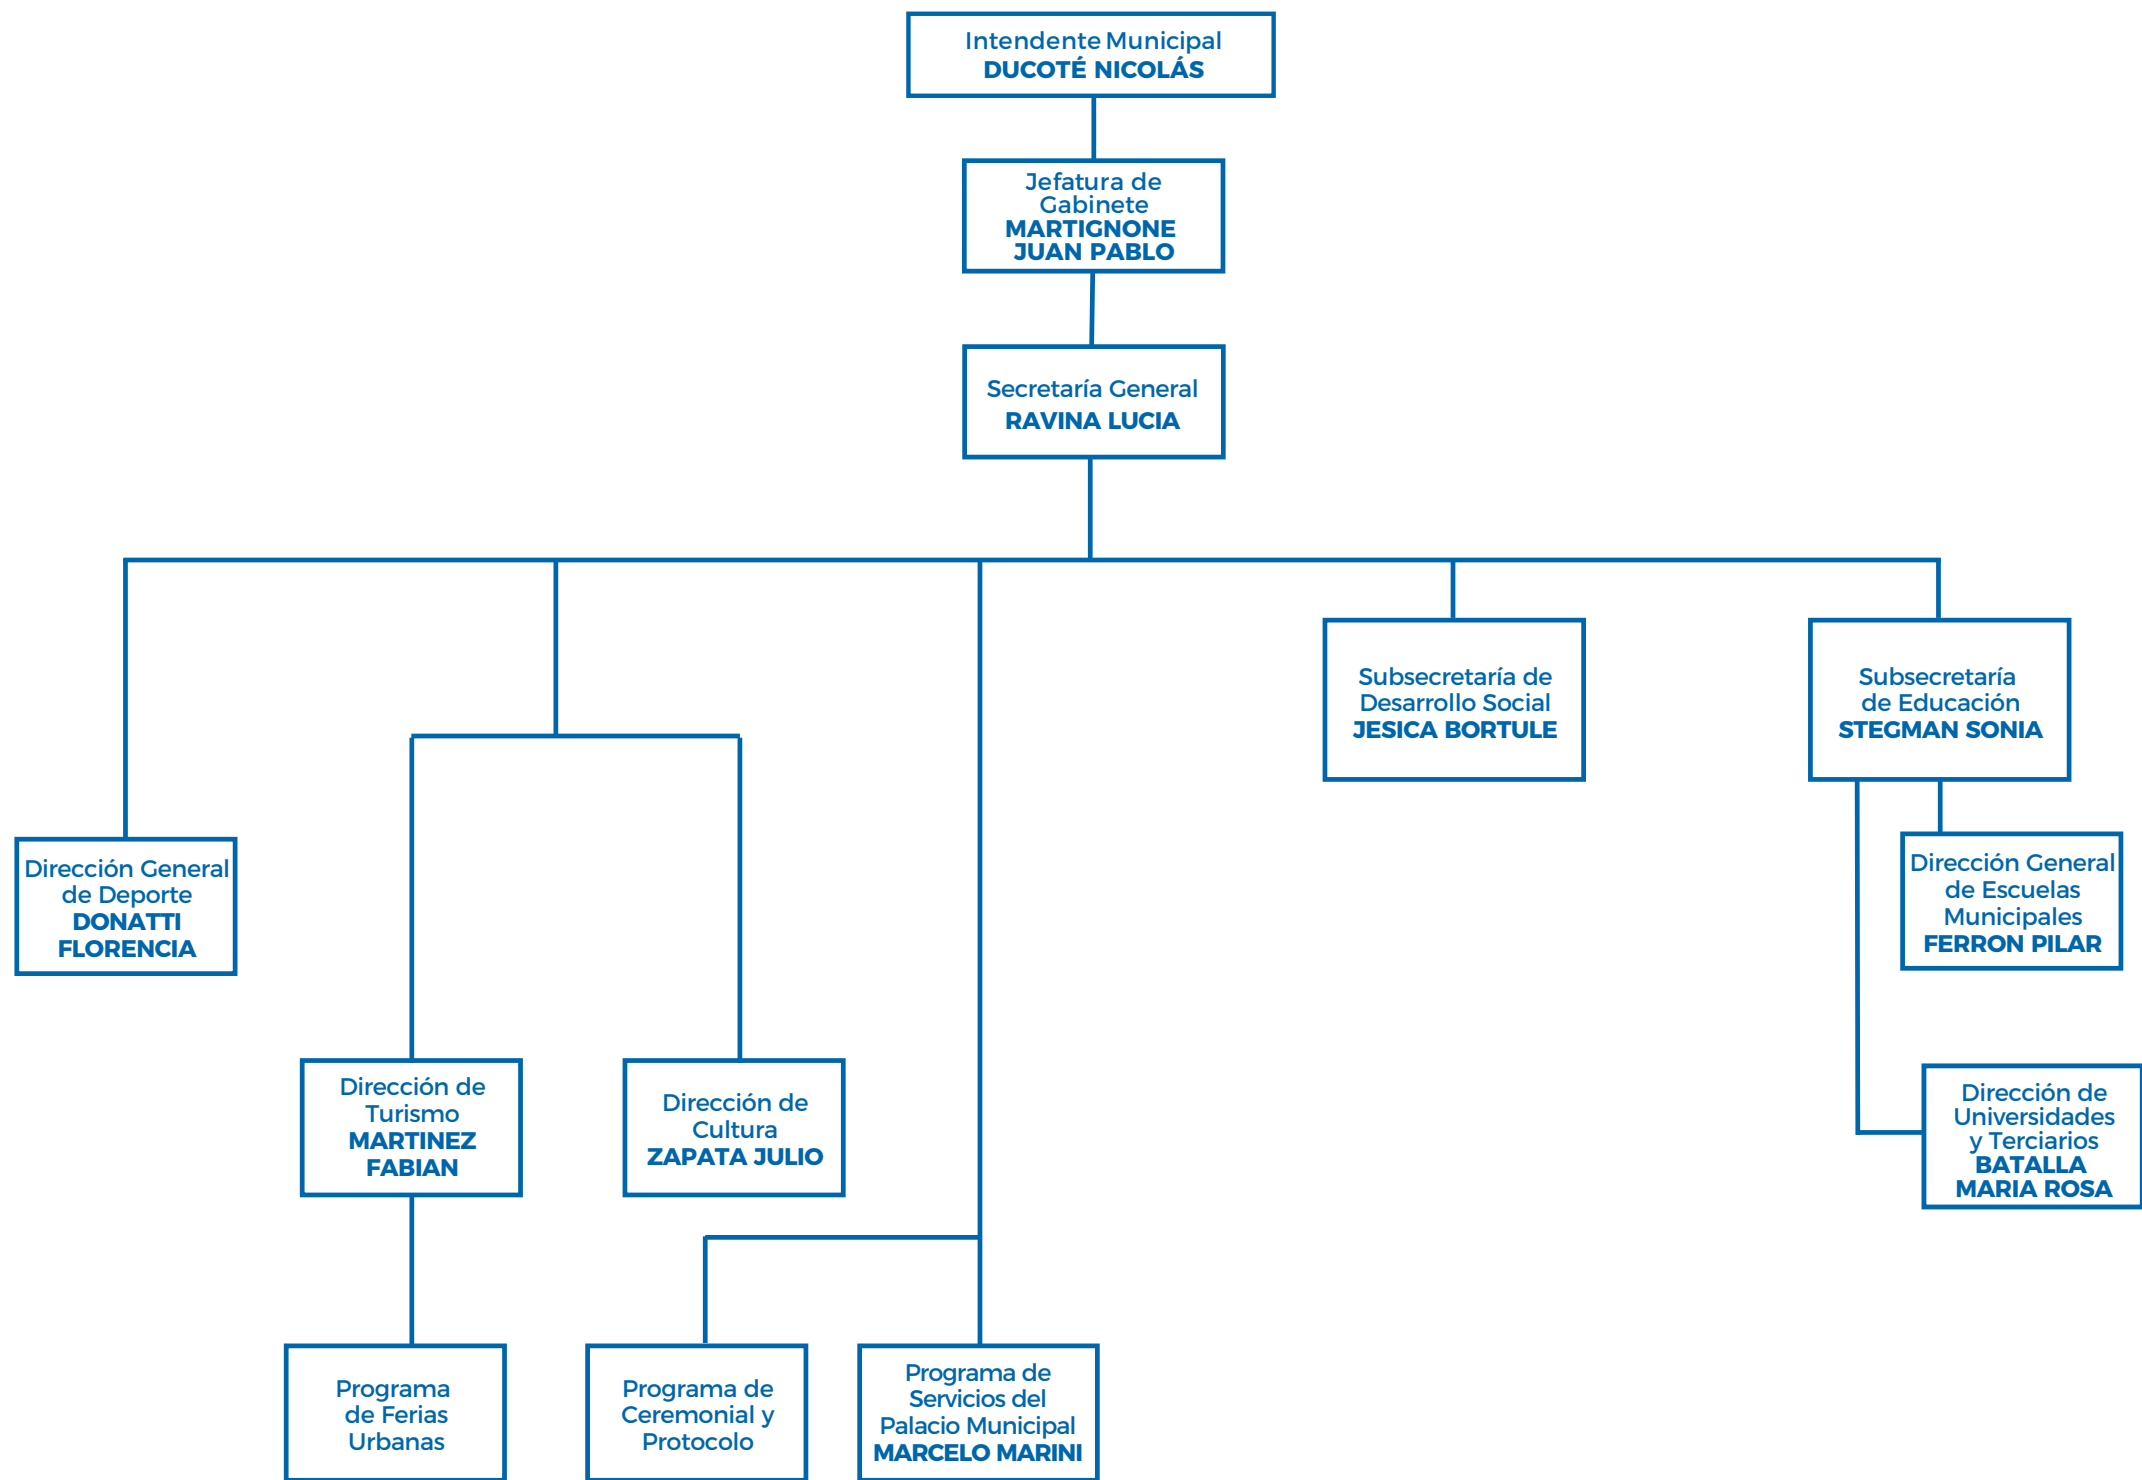 Intendente Municipal
DUCOTÉ NICOLÁS
Jefatura de
Gabinete
MARTIGNONE
JUAN PABLO
Secretaría General
RAVINA LUCIA
Subsecretaría de
Desarrollo Social
JESICA BORTULE
Subsecretaría
de Educación
STEGMAN SONIA
Dirección General
de Deporte
DONATTI
FLORENCIA
Dirección General
de Escuelas
Municipales
FERRON PILAR
Dirección de
Turismo
MARTINEZ
FABIAN
Dirección de
Cultura
ZAPATA JULIO
Dirección de
Universidades
y Terciarios
BATALLA
MARIA ROSA
Programa
de Ferias
Urbanas
Programa de
Ceremonial y
Protocolo
Programa de
Servicios del
Palacio Municipal
MARCELO MARINI